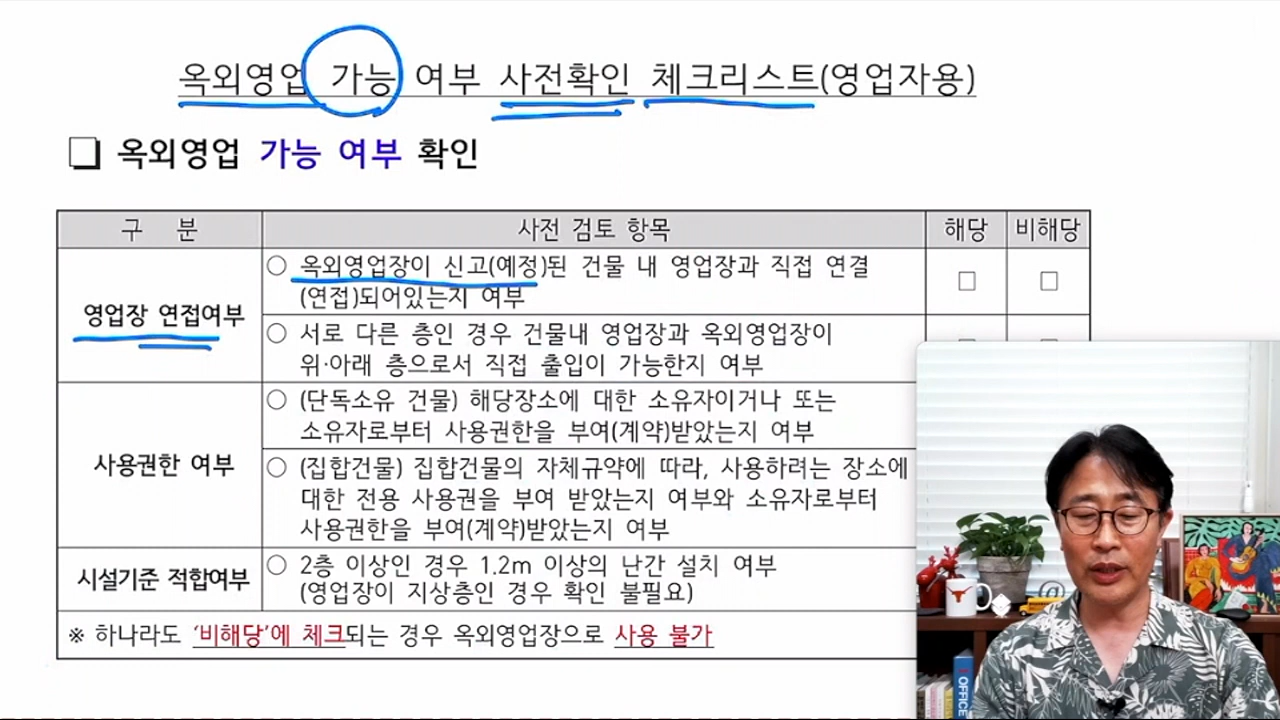 옥외영업 가능 여부 사전확인 체크리스트(영업자용)
❏ 옥외영업 가능 여부 확인
구 분 사전 검토 항목 해당 비해당
영업장 연접여부
○ 옥외영업장이 신고(예정)된 건물 내 영업장과 직접 연결
(연접)되어있는지 여부
□ □
○ 서로 다른 층인 경우 건물내 영업장과 옥외영업장이
위·아래 층으로서 직접 출입이 가능한지 여부
사용권한 여부
○ (단독소유 건물) 해당장소에 대한 소유자이거나 또는
소유자로부터 사용권한을 부여(계약)받았는지 여부
○ (집합건물) 집합건물의 자체규약에 따라, 사용하려는 장소에
대한 전용 사용권을 부여 받았는지 여부와 소유자로부터
사용권한을 부여(계약)받았는지 여부
시설기준 적합여부
○ 2층 이상인 경우 1.2m 이상의 난간 설치 여부
(영업장이 지상층인 경우 확인 불필요)
※ 하나라도 '비해당'에 체크되는 경우 옥외영업장으로 사용 불가
@
OFFICE